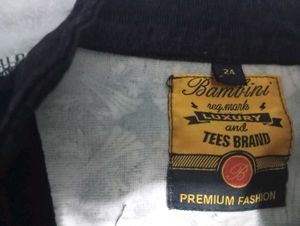 24
Bambini
reg.mark
LUXURY
and
TEES BRAND
B
PREMIUM FASHION